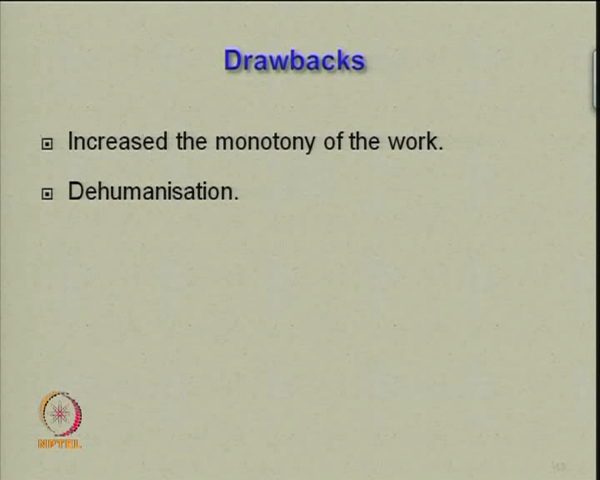 Drawbacks
Increased the monotony of the work.
Dehumanisation.
NPTEL